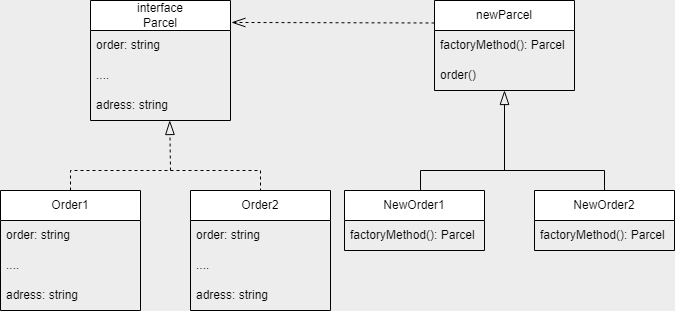 interface
Parcel
order: string
....
adress: string
newParcel
factoryMethod(): Parcel
order()
Order1
order: string
....
adress: string
Order2
order: string
....
adress: string
NewOrder1
factoryMethod(): Parcel
NewOrder2
factoryMethod(): Parcel